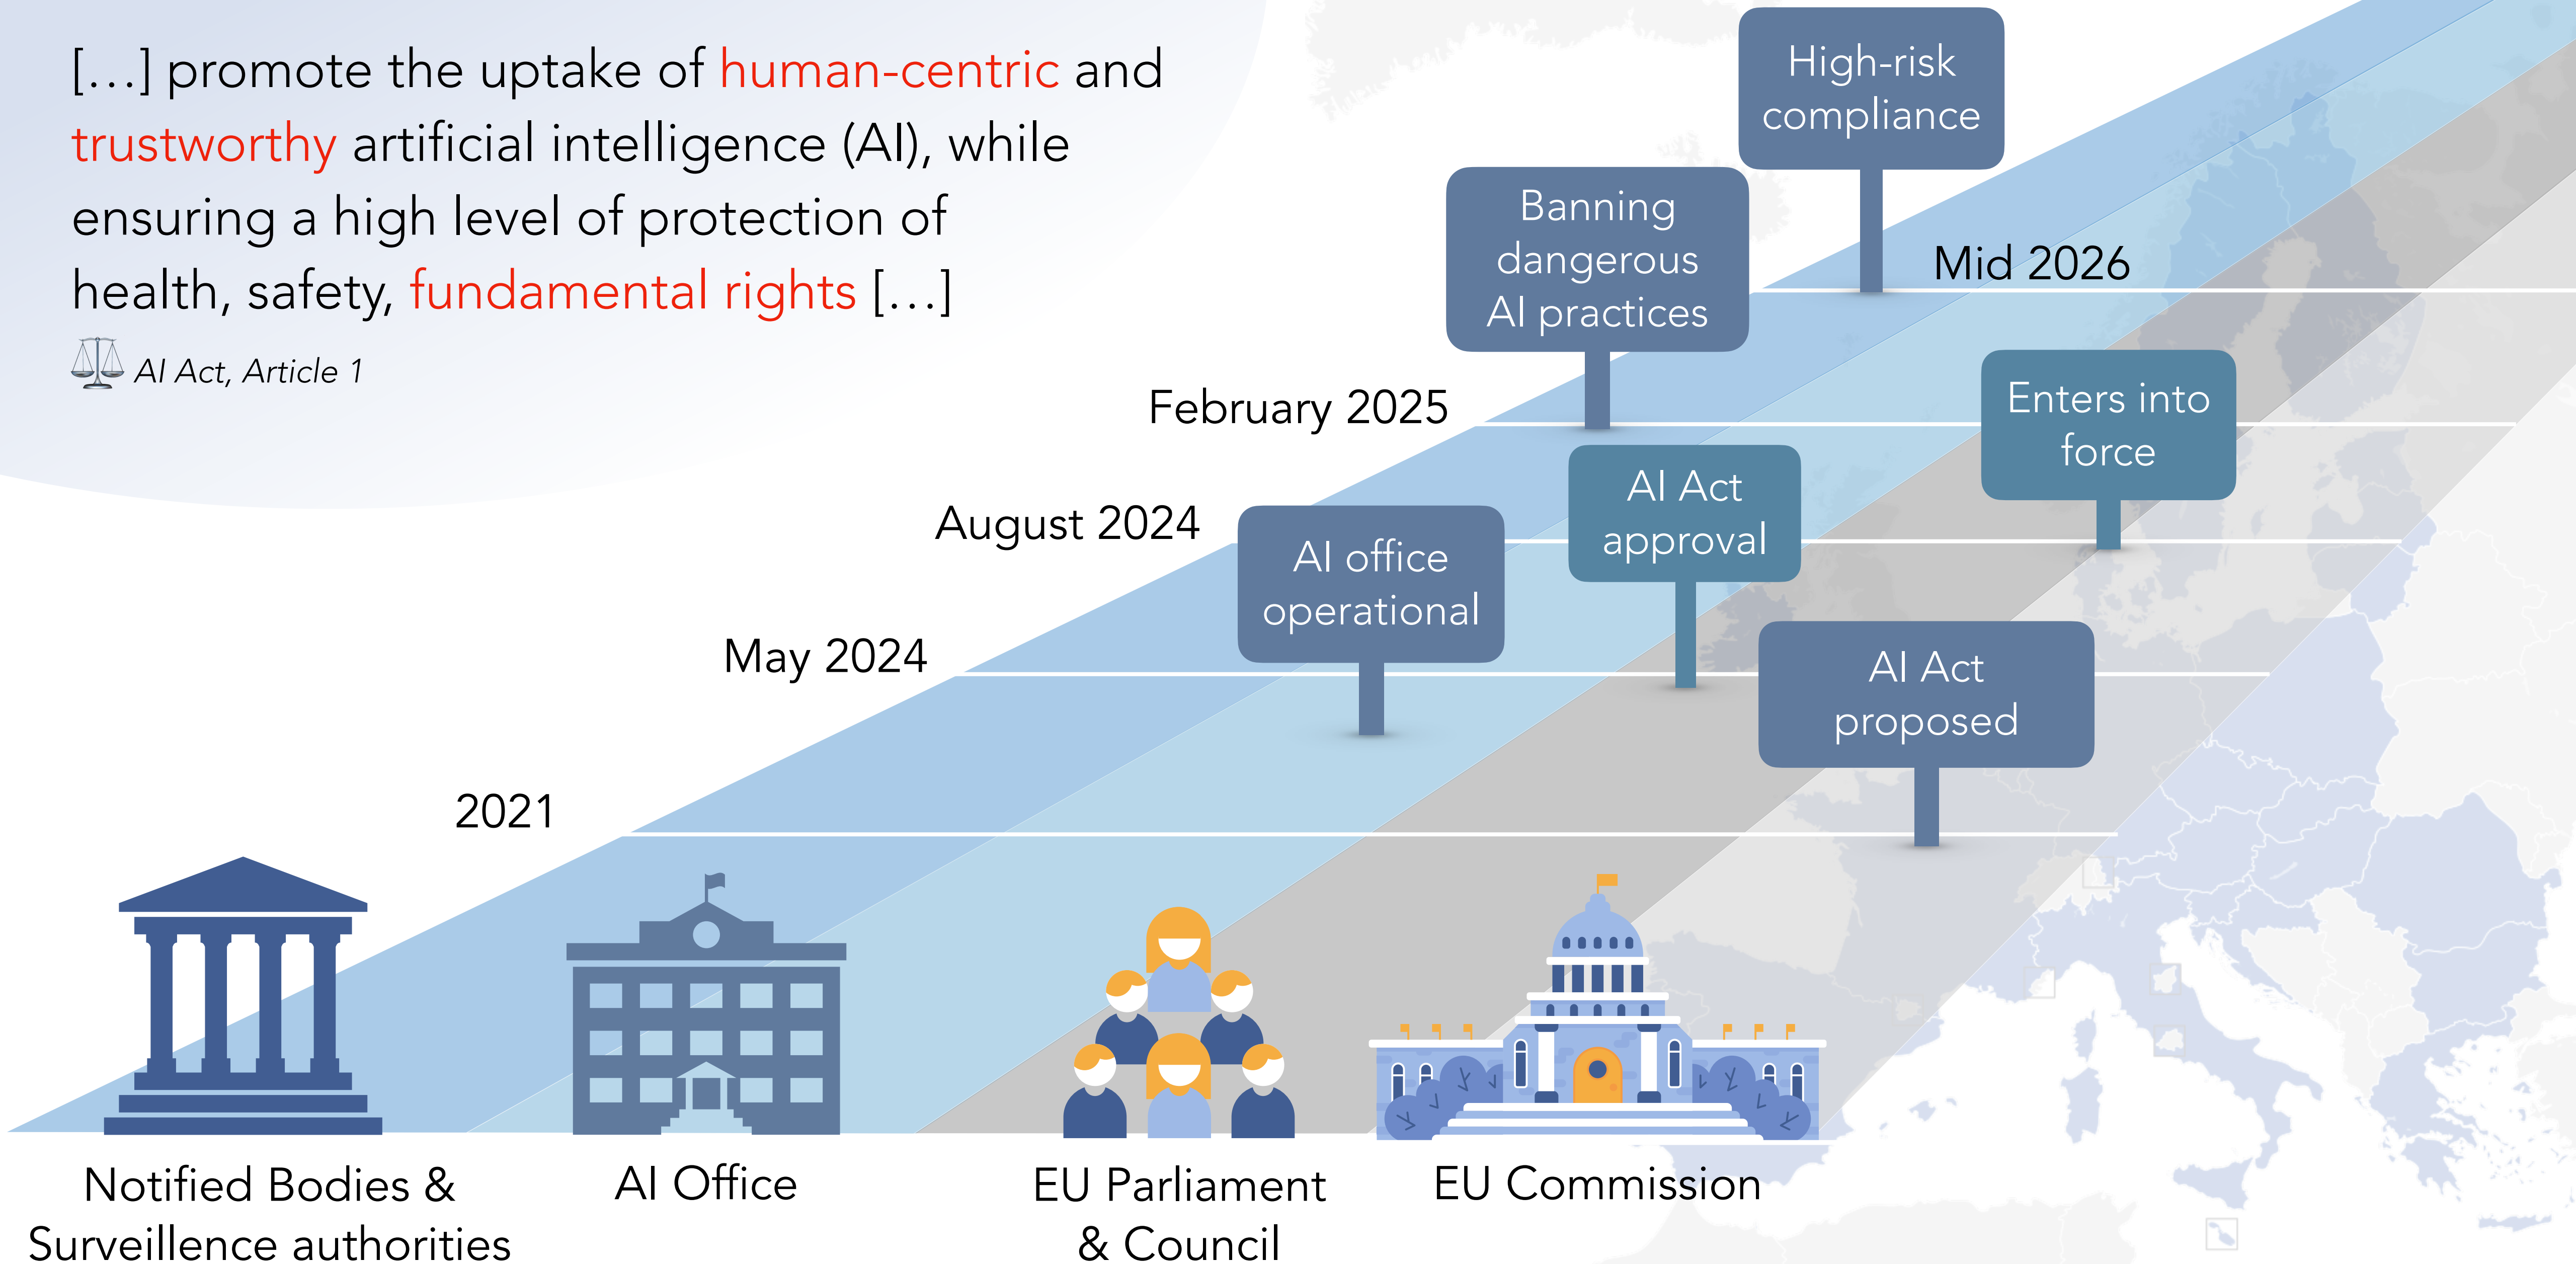 […] promote the uptake of human-centric and
trustworthy artificial intelligence (AI), while
ensuring a high level of protection of
health, safety, fundamental rights […]
AI Act, Article 1
High-risk
compliance
Mid 2026
Banning
dangerous
AI practices
February 2025
Enters into
force
August 2024
AI Act
approval
AI office
operational
May 2024
AI Act
proposed
2021
Notified Bodies &
Surveillence authorities
AI Office
EU Parliament
& Council
EU Commission